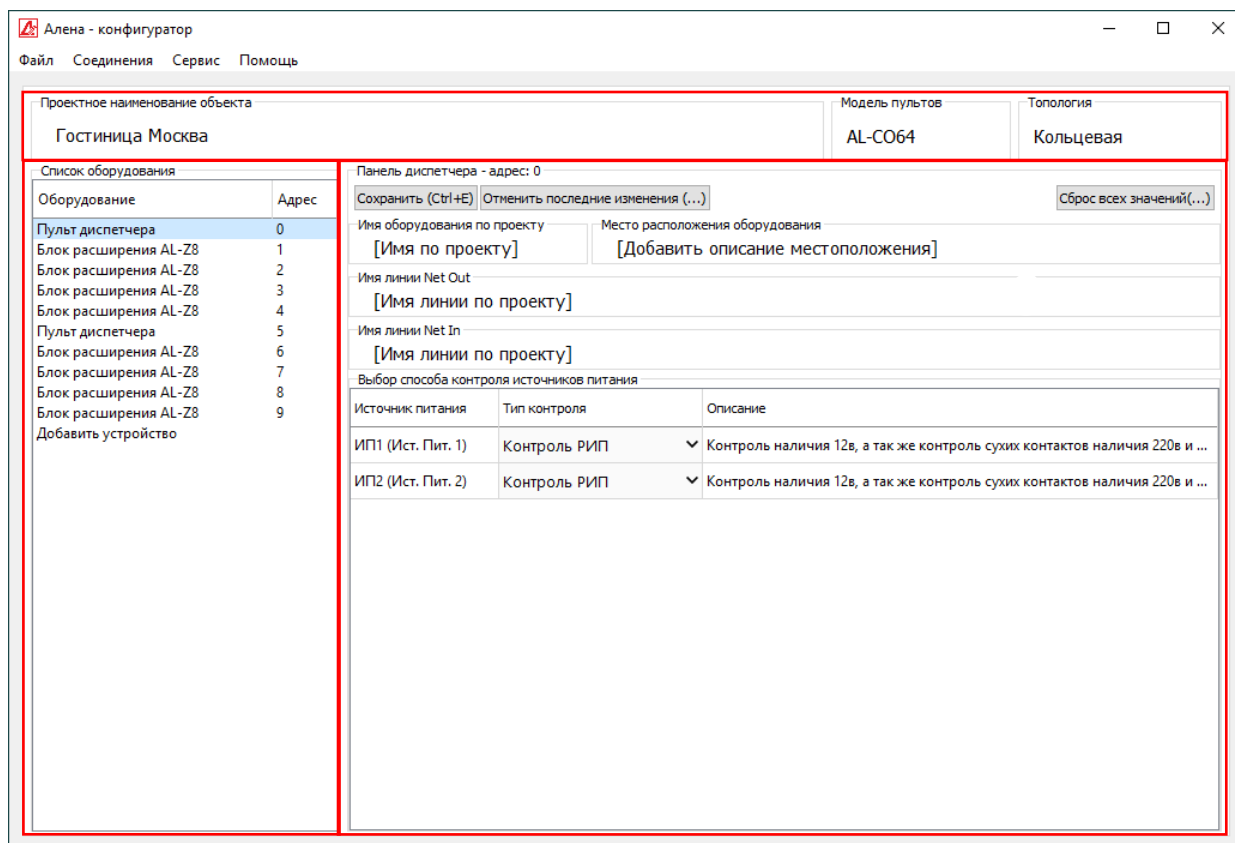 Алена - конфигуратор
Файл Соединения Сервис Помощь
Проектное наименование объекта Модель пультов Топология
Гостиница Москва AL-CO64 Кольцевая
Список оборудования
Оборудование Адрес
Пульт диспетчера 0
Блок расширения AL-Z8 1
Блок расширения AL-Z8 2
Блок расширения AL-Z8 3
Блок расширения AL-Z8 4
Пульт диспетчера 5
Блок расширения AL-Z8 6
Блок расширения AL-Z8 7
Блок расширения AL-Z8 8
Блок расширения AL-Z8 9
Добавить устройство
Панель диспетчера - адрес: 0
Сохранить (Ctrl+E) Отменить последние изменения (...) Сброс всех значений(...)
Имя оборудования по проекту Место расположения оборудования
[Имя по проекту] [Добавить описание местоположения]
Имя линии Net Out
[Имя линии по проекту]
Имя линии Net In
[Имя линии по проекту]
Выбор способа контроля источников питания
Источник питания Тип контроля Описание
ИП1 (Ист. Пит. 1) Контроль РИП Контроль наличия 12в, а так же контроль сухих контактов наличия 220в и ...
ИП2 (Ист. Пит. 2) Контроль РИП Контроль наличия 12в, а так же контроль сухих контактов наличия 220в и ...